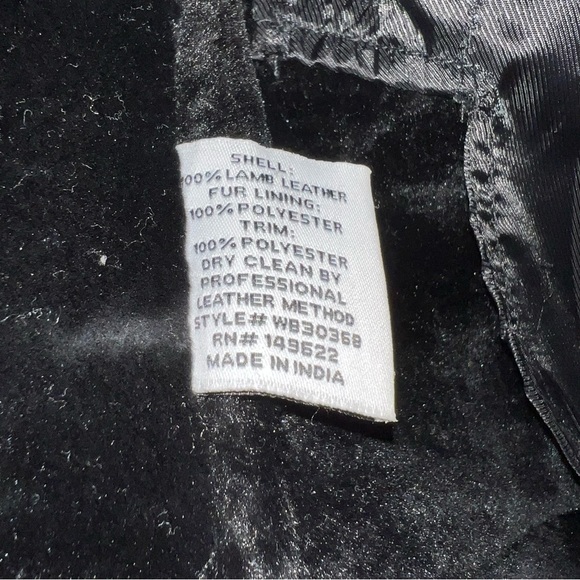 SHELL:
100% LAMB LEATHER
FUR LINING:
100% POLYESTER
TRIM:
100% POLYESTER
DRY CLEAN BY
PROFESSIONAL
LEATHER METHOD
STYLE# WB30368
RN# 149622
MADE IN INDIA